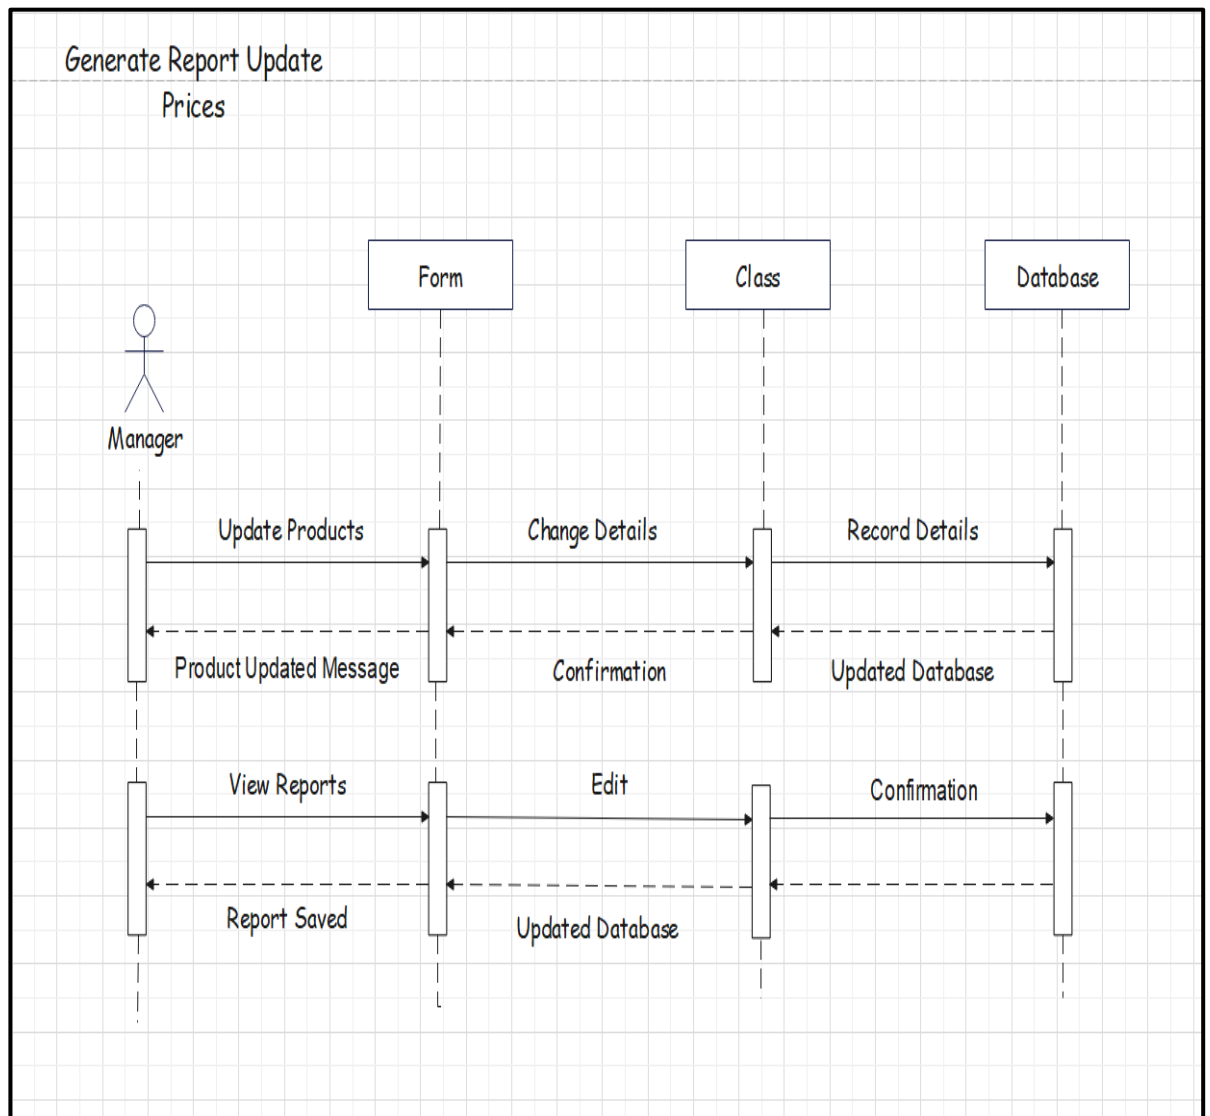 Generate Report Update
Prices
Form
Class
Database
Manager
Update Products
Change Details
Record Details
Product Updated Message
Confirmation
Updated Database
View Reports
Edit
Confirmation
Report Saved
Updated Database